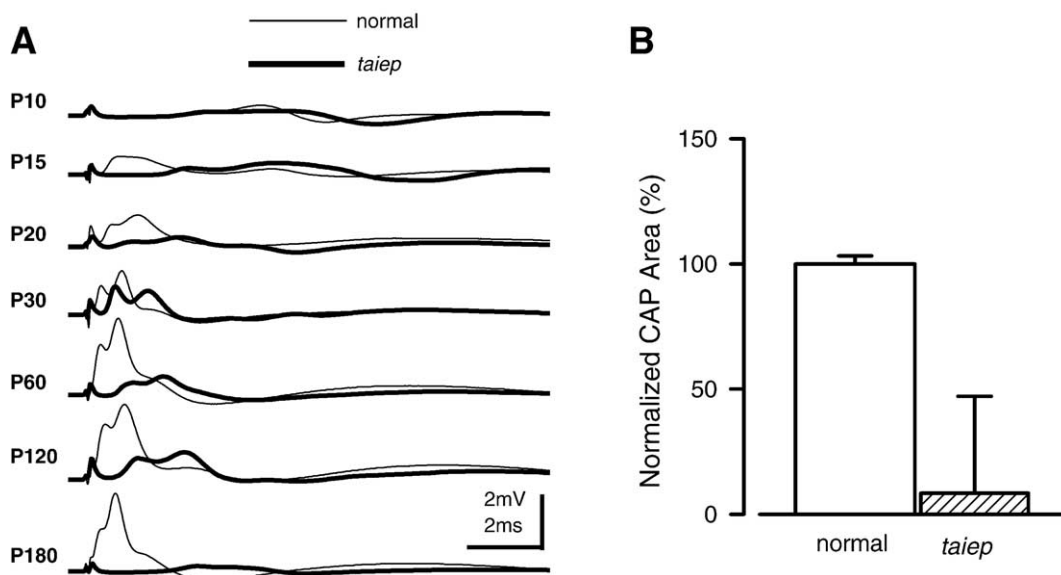 A
normal
taiep
P10
P15
P20
P30
P60
P120
P180
2mV
2ms
B
Normalized CAP Area (%)
150
100
50
0
normal
taiep